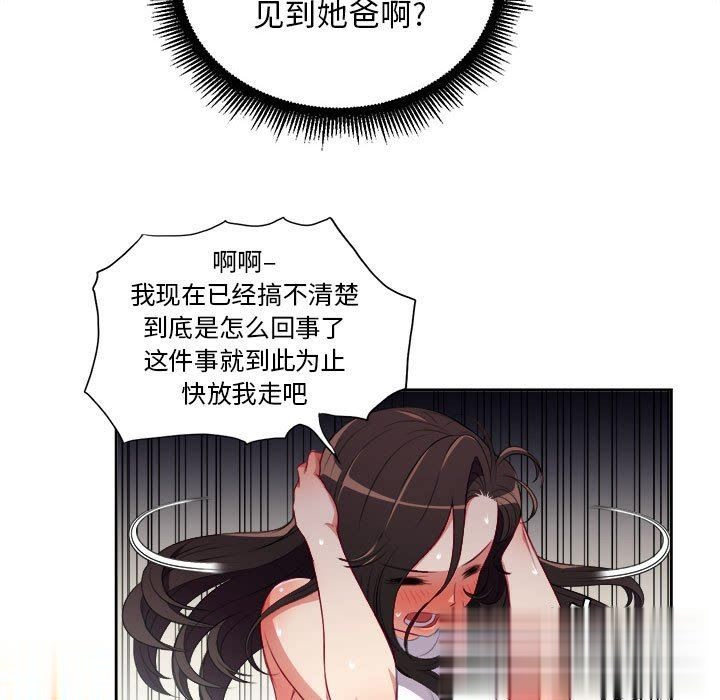 见到她爸啊?
啊啊–
我现在已经搞不清楚
到底是怎么回事了
这件事就到此为止
快放我走吧